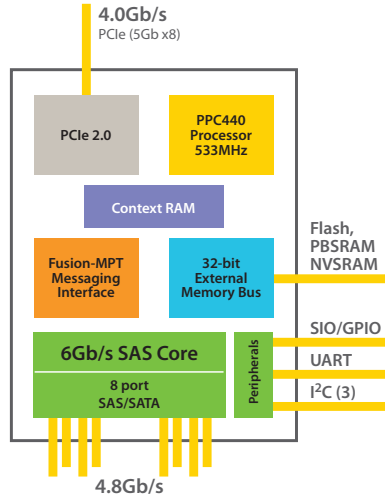 4.0Gb/s
PCIe (5Gb x8)
PCIe 2.0
PPC440
Processor
533MHz
Context RAM
Fusion-MPT
Messaging
Interface
32-bit
External
Memory Bus
Flash,
PBSRAM
NVSRAM
6Gb/s SAS Core
8 port
SAS/SATA
Peripherals
SIO/GPIO
UART
I²C (3)
4.8Gb/s